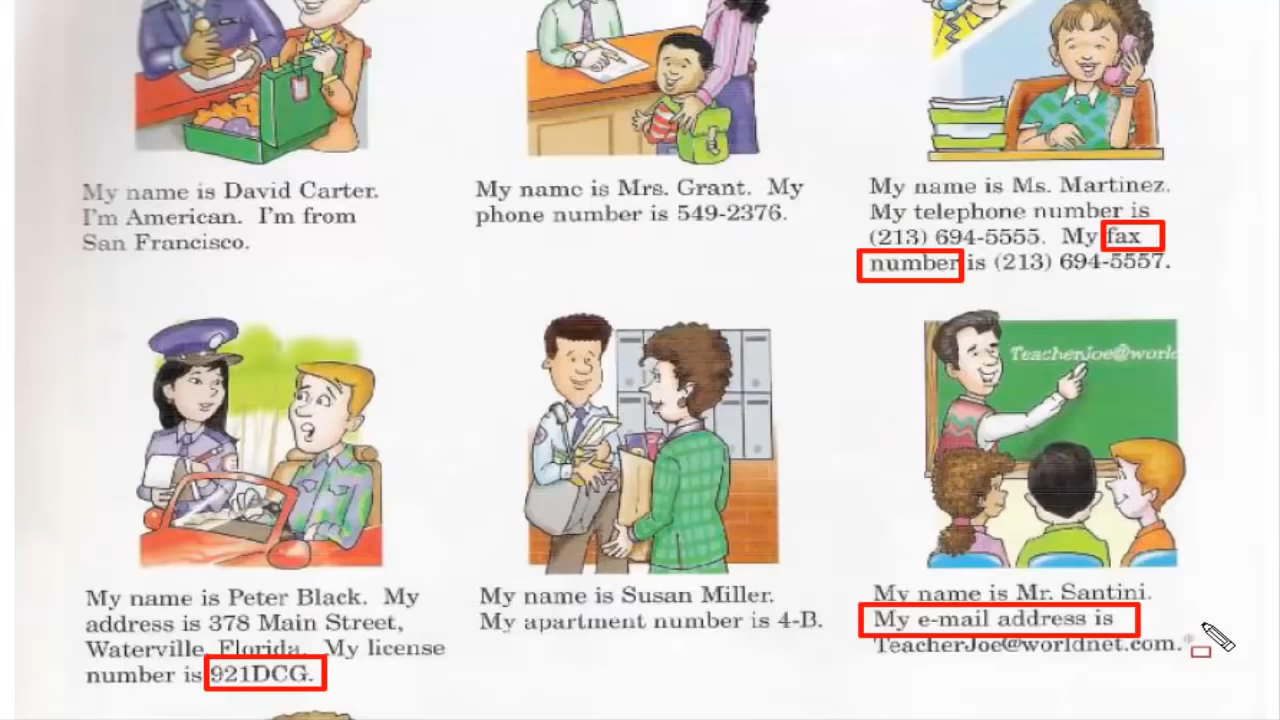 My name is David Carter.
I'm American. I'm from
San Francisco.
My name is Mrs. Grant. My
phone number is 549-2376.
My name is Ms. Martinez.
My telephone number is
(213) 694-5555. My fax
number is (213) 694-5557.
TeacherJoe@world
My name is Peter Black. My
address is 378 Main Street,
Waterville, Florida. My license
number is 921DCG.
My name is Susan Miller.
My apartment number is 4-B.
My name is Mr. Santini.
My e-mail address is
TeacherJoe@worldnet.com.